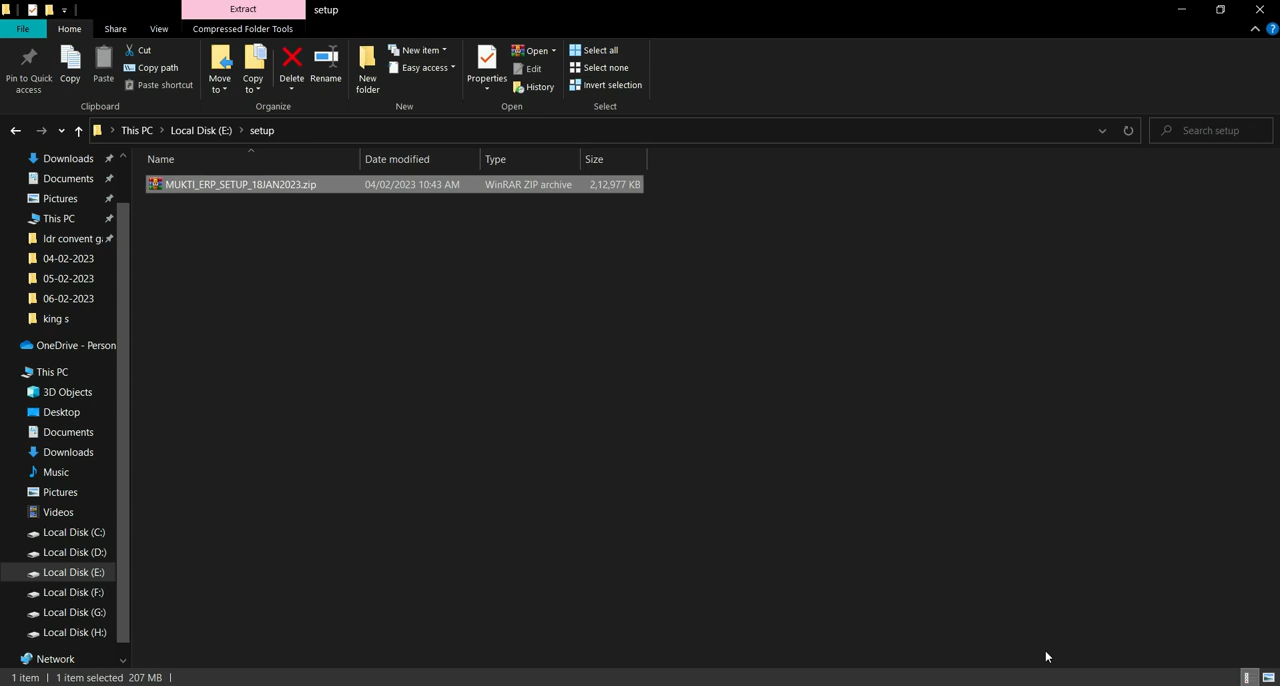 Extract
setup
File
Home
Share
View
Compressed Folder Tools
Pin to Quick access
Copy
Paste
Cut
Copy path
Paste shortcut
Clipboard
Move to
Copy to
Delete
Rename
Organize
New folder
New item
Easy access
New
Properties
Open
Edit
History
Open
Select all
Select none
Invert selection
Select
This PC > Local Disk (E:) > setup
Search setup
Name Date modified Type Size
MUKTI_ERP_SETUP_18JAN2023.zip 04/02/2023 10:43 AM WinRAR ZIP archive 2,12,977 KB
Downloads
Documents
Pictures
This PC
ldr convent g
04-02-2023
05-02-2023
06-02-2023
king s
OneDrive - Person
This PC
3D Objects
Desktop
Documents
Downloads
Music
Pictures
Videos
Local Disk (C:)
Local Disk (D:)
Local Disk (E:)
Local Disk (F:)
Local Disk (G:)
Local Disk (H:)
Network
1 item 1 item selected 207 MB